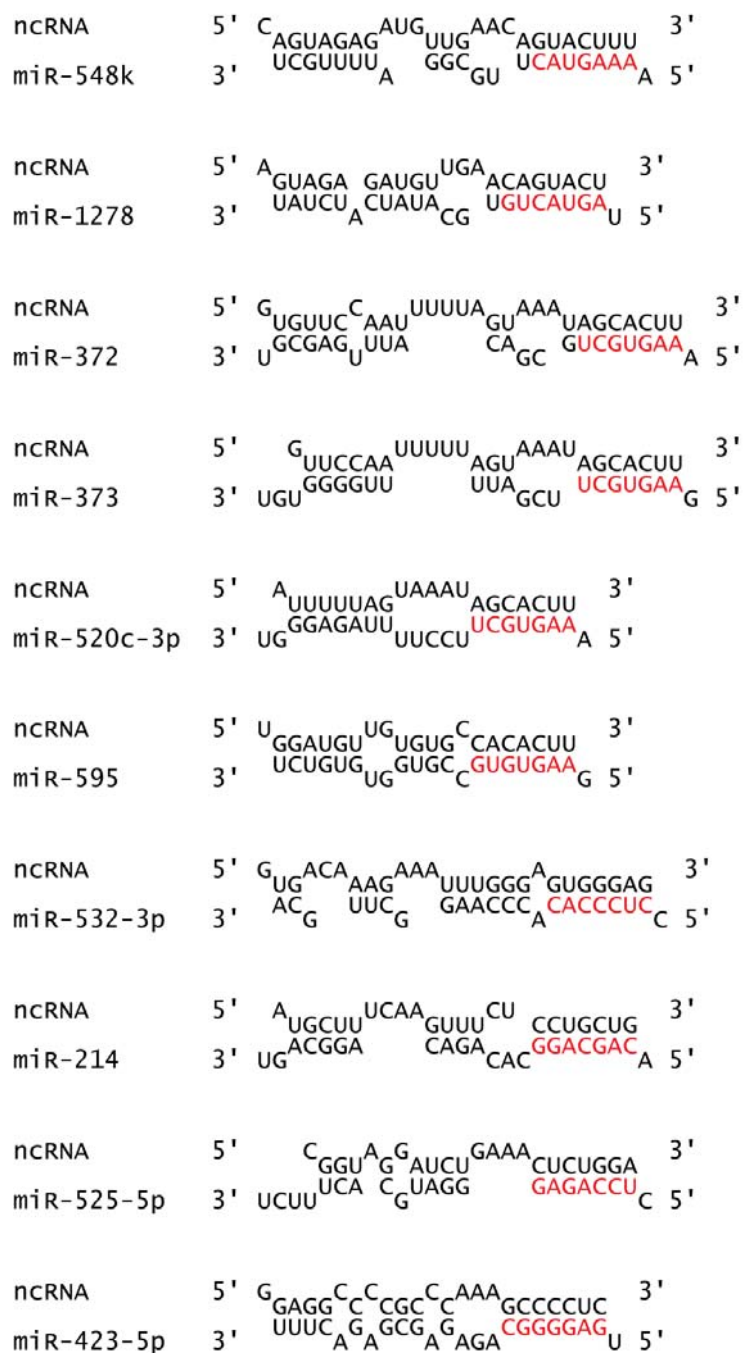 ncRNA 5' CAGUAGAGAUGUUGAACAGUACUUU 3'
miR-548k 3' UCGUUUUA GGCGU UCAUGAAAA 5'
ncRNA 5' AGUAGA GAUGUUGAACAGUACU 3'
miR-1278 3' UAUCUACUAUACG UGUCAUGAU 5'
ncRNA 5' GUGUUCCAAUUUUUAGUAAAUAGCACUU 3'
miR-372 3' UGCGAGUUUA CAGC GUCGUGAAA 5'
ncRNA 5' GUUCCAAUUUUUAGUAAAUAGCACUU 3'
miR-373 3' UGUGGGGUU UUAGCU UCGUGAAG 5'
ncRNA 5' AUUUUUAGUAAAUAGCACUU 3'
miR-520c-3p 3' UGGGAGAUUUUCCUUCGUGAAA 5'
ncRNA 5' UGGAUGUUGUGUGCCACACUU 3'
miR-595 3' UCUGUGUGGUGCCGUGUGAAG 5'
ncRNA 5' GUGACAAAGAAAUUUGGGAGUGGGAG 3'
miR-532-3p 3' ACG UUCG GAACCCACACCCUCC 5'
ncRNA 5' AUGCUUUCAAGUUUCU CCUGCUG 3'
miR-214 3' UGACGGA CAGACACGGACGACA 5'
ncRNA 5' CGGUAGGAUCUGAAACUCUGGA 3'
miR-525-5p 3' UCUUUCA CGUAGG GAGACCUC 5'
ncRNA 5' GGAGGCCCCGCCCAAAGCCCCUC 3'
miR-423-5p 3' UUUCAGAGCGAGAGACGGGGAGU 5'